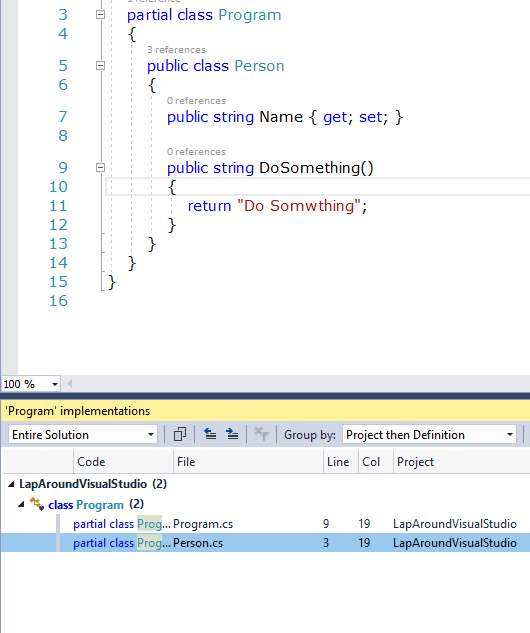 1 reference
3 partial class Program
4 {
3 references
5 public class Person
6 {
0 references
7 public string Name { get; set; }
8
0 references
9 public string DoSomething()
10 {
11 return "Do Somwthing";
12 }
13 }
14 }
15 }
16
100 %
'Program' implementations
Entire Solution Group by: Project then Definition
Code File Line Col Project
LapAroundVisualStudio (2)
class Program (2)
partial class Prog... Program.cs 9 19 LapAroundVisualStudio
partial class Prog... Person.cs 3 19 LapAroundVisualStudio